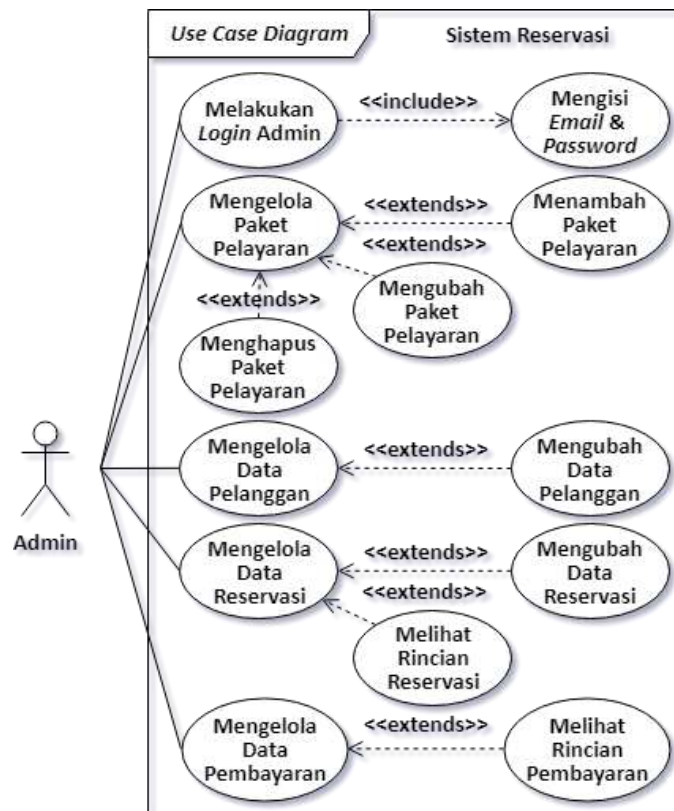 Use Case Diagram
Sistem Reservasi
Melakukan
Login Admin
<<include>>
Mengisi
Email &
Password
Mengelola
Paket
Pelayaran
<<extends>>
Menambah
Paket
Pelayaran
<<extends>>
Mengubah
Paket
Pelayaran
<<extends>>
Menghapus
Paket
Pelayaran
Admin
Mengelola
Data
Pelanggan
<<extends>>
Mengubah
Data
Pelanggan
Mengelola
Data
Reservasi
<<extends>>
Mengubah
Data
Reservasi
<<extends>>
Melihat
Rincian
Reservasi
Mengelola
Data
Pembayaran
<<extends>>
Melihat
Rincian
Pembayaran